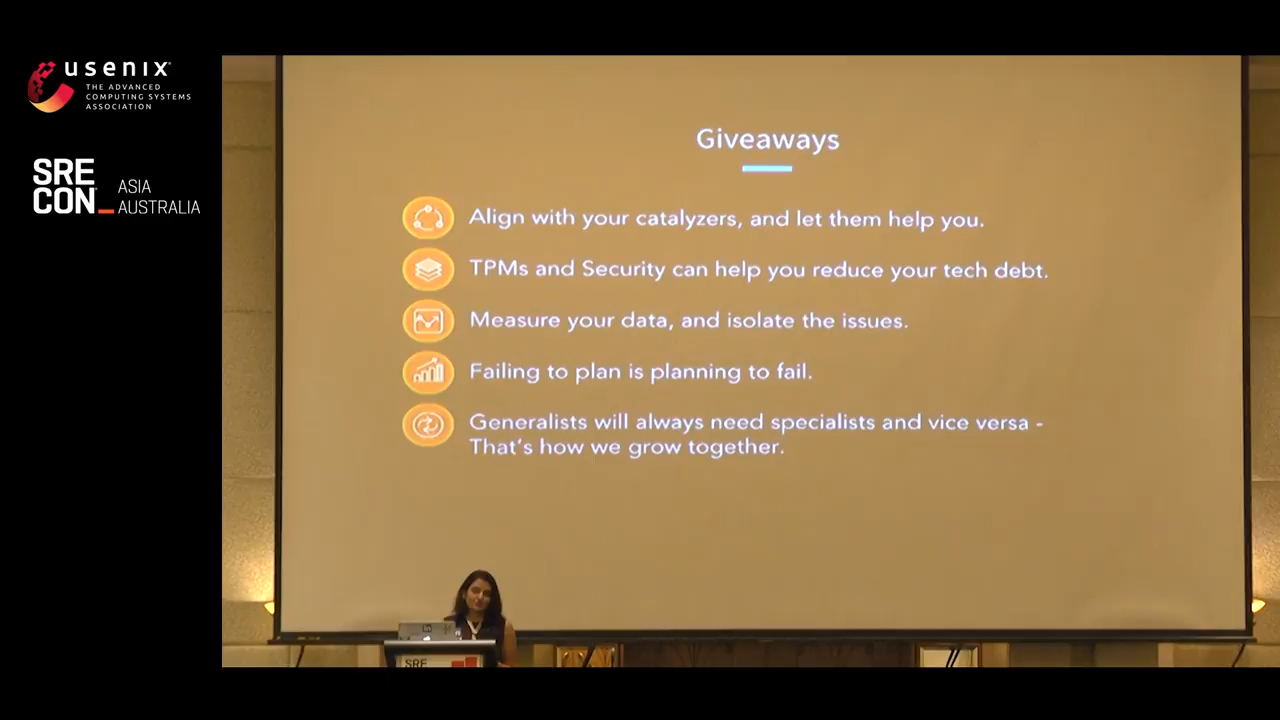 usenix
THE ADVANCED
COMPUTING SYSTEMS
ASSOCIATION
SRE
CON
ASIA
AUSTRALIA
Giveaways
Align with your catalyzers, and let them help you.
TPMs and Security can help you reduce your tech debt.
Measure your data, and isolate the issues.
Failing to plan is planning to fail.
Generalists will always need specialists and vice versa -
That's how we grow together.
SRE